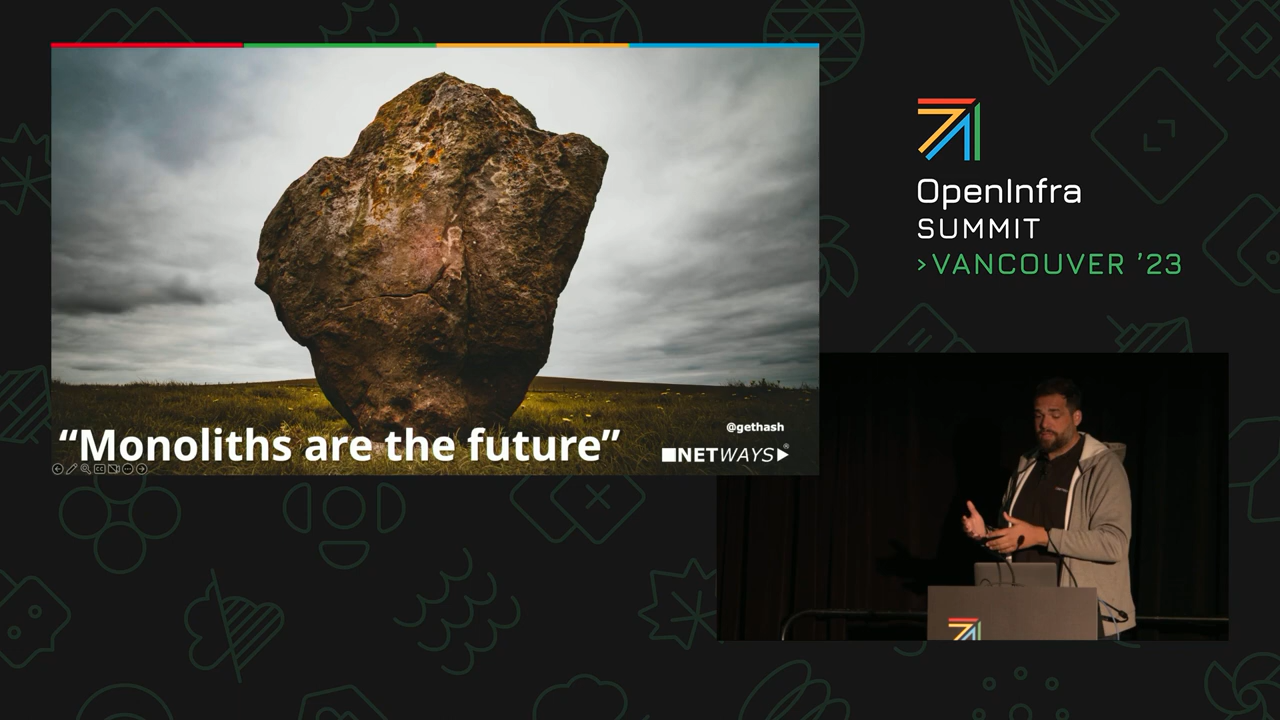 “Monoliths are the future”
@gethash
NETWAYS®
OpenInfra
SUMMIT
>VANCOUVER ’23